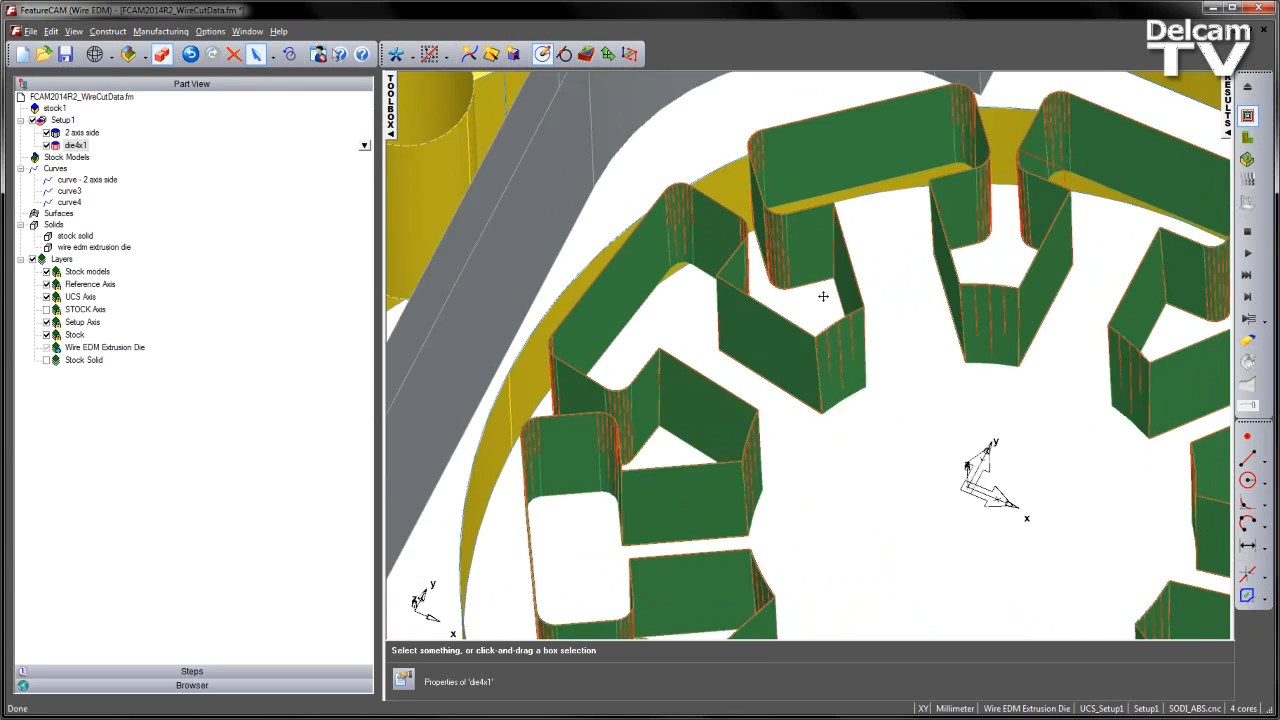 FeatureCAM (Wire EDM) - [FCAM2014R2_WireCutData.fm *]
File Edit View Construct Manufacturing Options Window Help
Delcam
TV
Part View
TOOLBOX
RESULTS
FCAM2014R2_WireCutData.fm
stock1
Setup1
2 axis side
die4x1
Stock Models
Curves
curve - 2 axis side
curve3
curve4
Surfaces
Solids
stock solid
wire edm extrusion die
Layers
Stock models
Reference Axis
UCS Axis
STOCK Axis
Setup Axis
Stock
Wire EDM Extrusion Die
Stock Solid
y
x
y
x
Select something, or click-and-drag a box selection
Steps
Properties of 'die4x1'
Browser
Done
XY Millimeter Wire EDM Extrusion Die UCS_Setup1 Setup1 SODI_ABS.cnc 4 cores